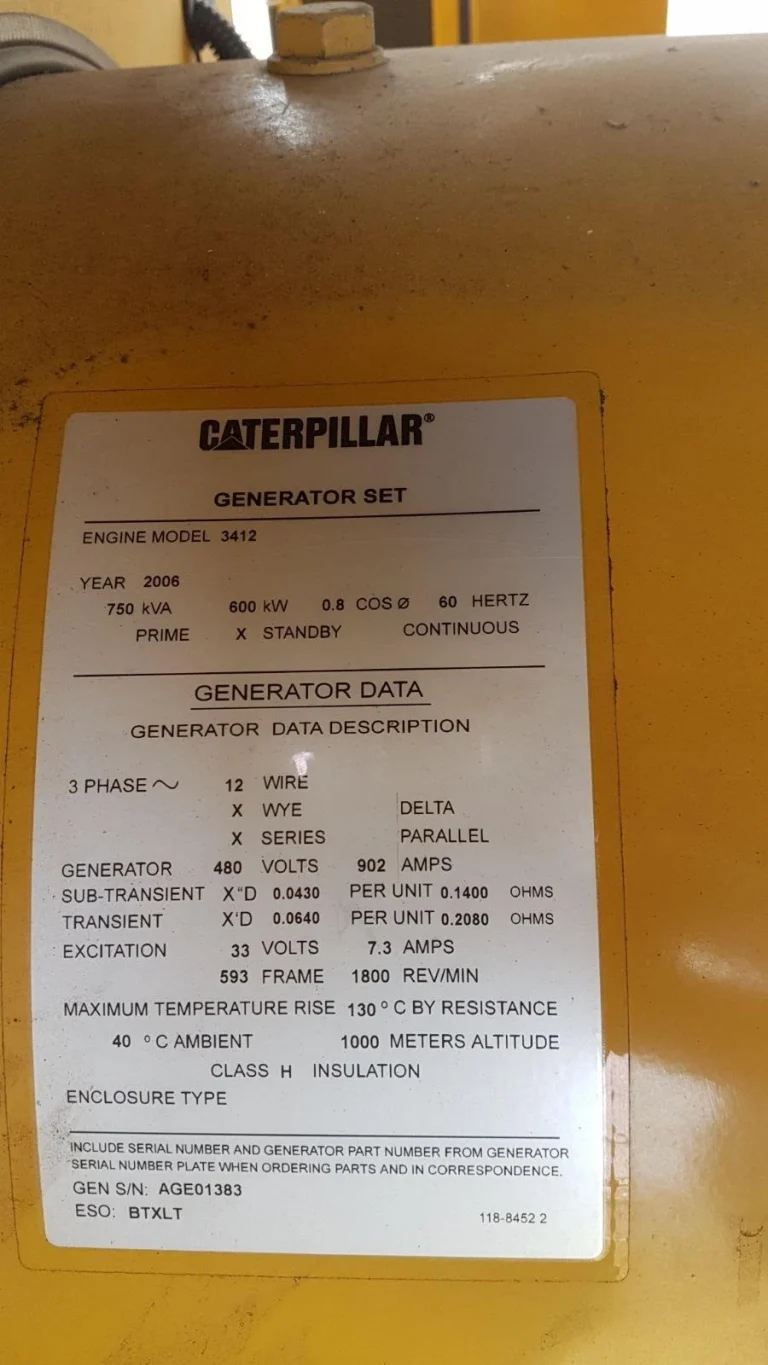 CATERPILLAR®
GENERATOR SET
ENGINE MODEL 3412
YEAR 2006
750 kVA 600 kW 0.8 COS Ø 60 HERTZ
PRIME X STANDBY CONTINUOUS
GENERATOR DATA
GENERATOR DATA DESCRIPTION
3 PHASE ～ 12 WIRE
X WYE DELTA
X SERIES PARALLEL
GENERATOR 480 VOLTS 902 AMPS
SUB-TRANSIENT X"D 0.0430 PER UNIT 0.1400 OHMS
TRANSIENT X'D 0.0640 PER UNIT 0.2080 OHMS
EXCITATION 33 VOLTS 7.3 AMPS
593 FRAME 1800 REV/MIN
MAXIMUM TEMPERATURE RISE 130 ° C BY RESISTANCE
40 ° C AMBIENT 1000 METERS ALTITUDE
CLASS H INSULATION
ENCLOSURE TYPE
INCLUDE SERIAL NUMBER AND GENERATOR PART NUMBER FROM GENERATOR
SERIAL NUMBER PLATE WHEN ORDERING PARTS AND IN CORRESPONDENCE.
GEN S/N: AGE01383
ESO: BTXLT 118-8452 2